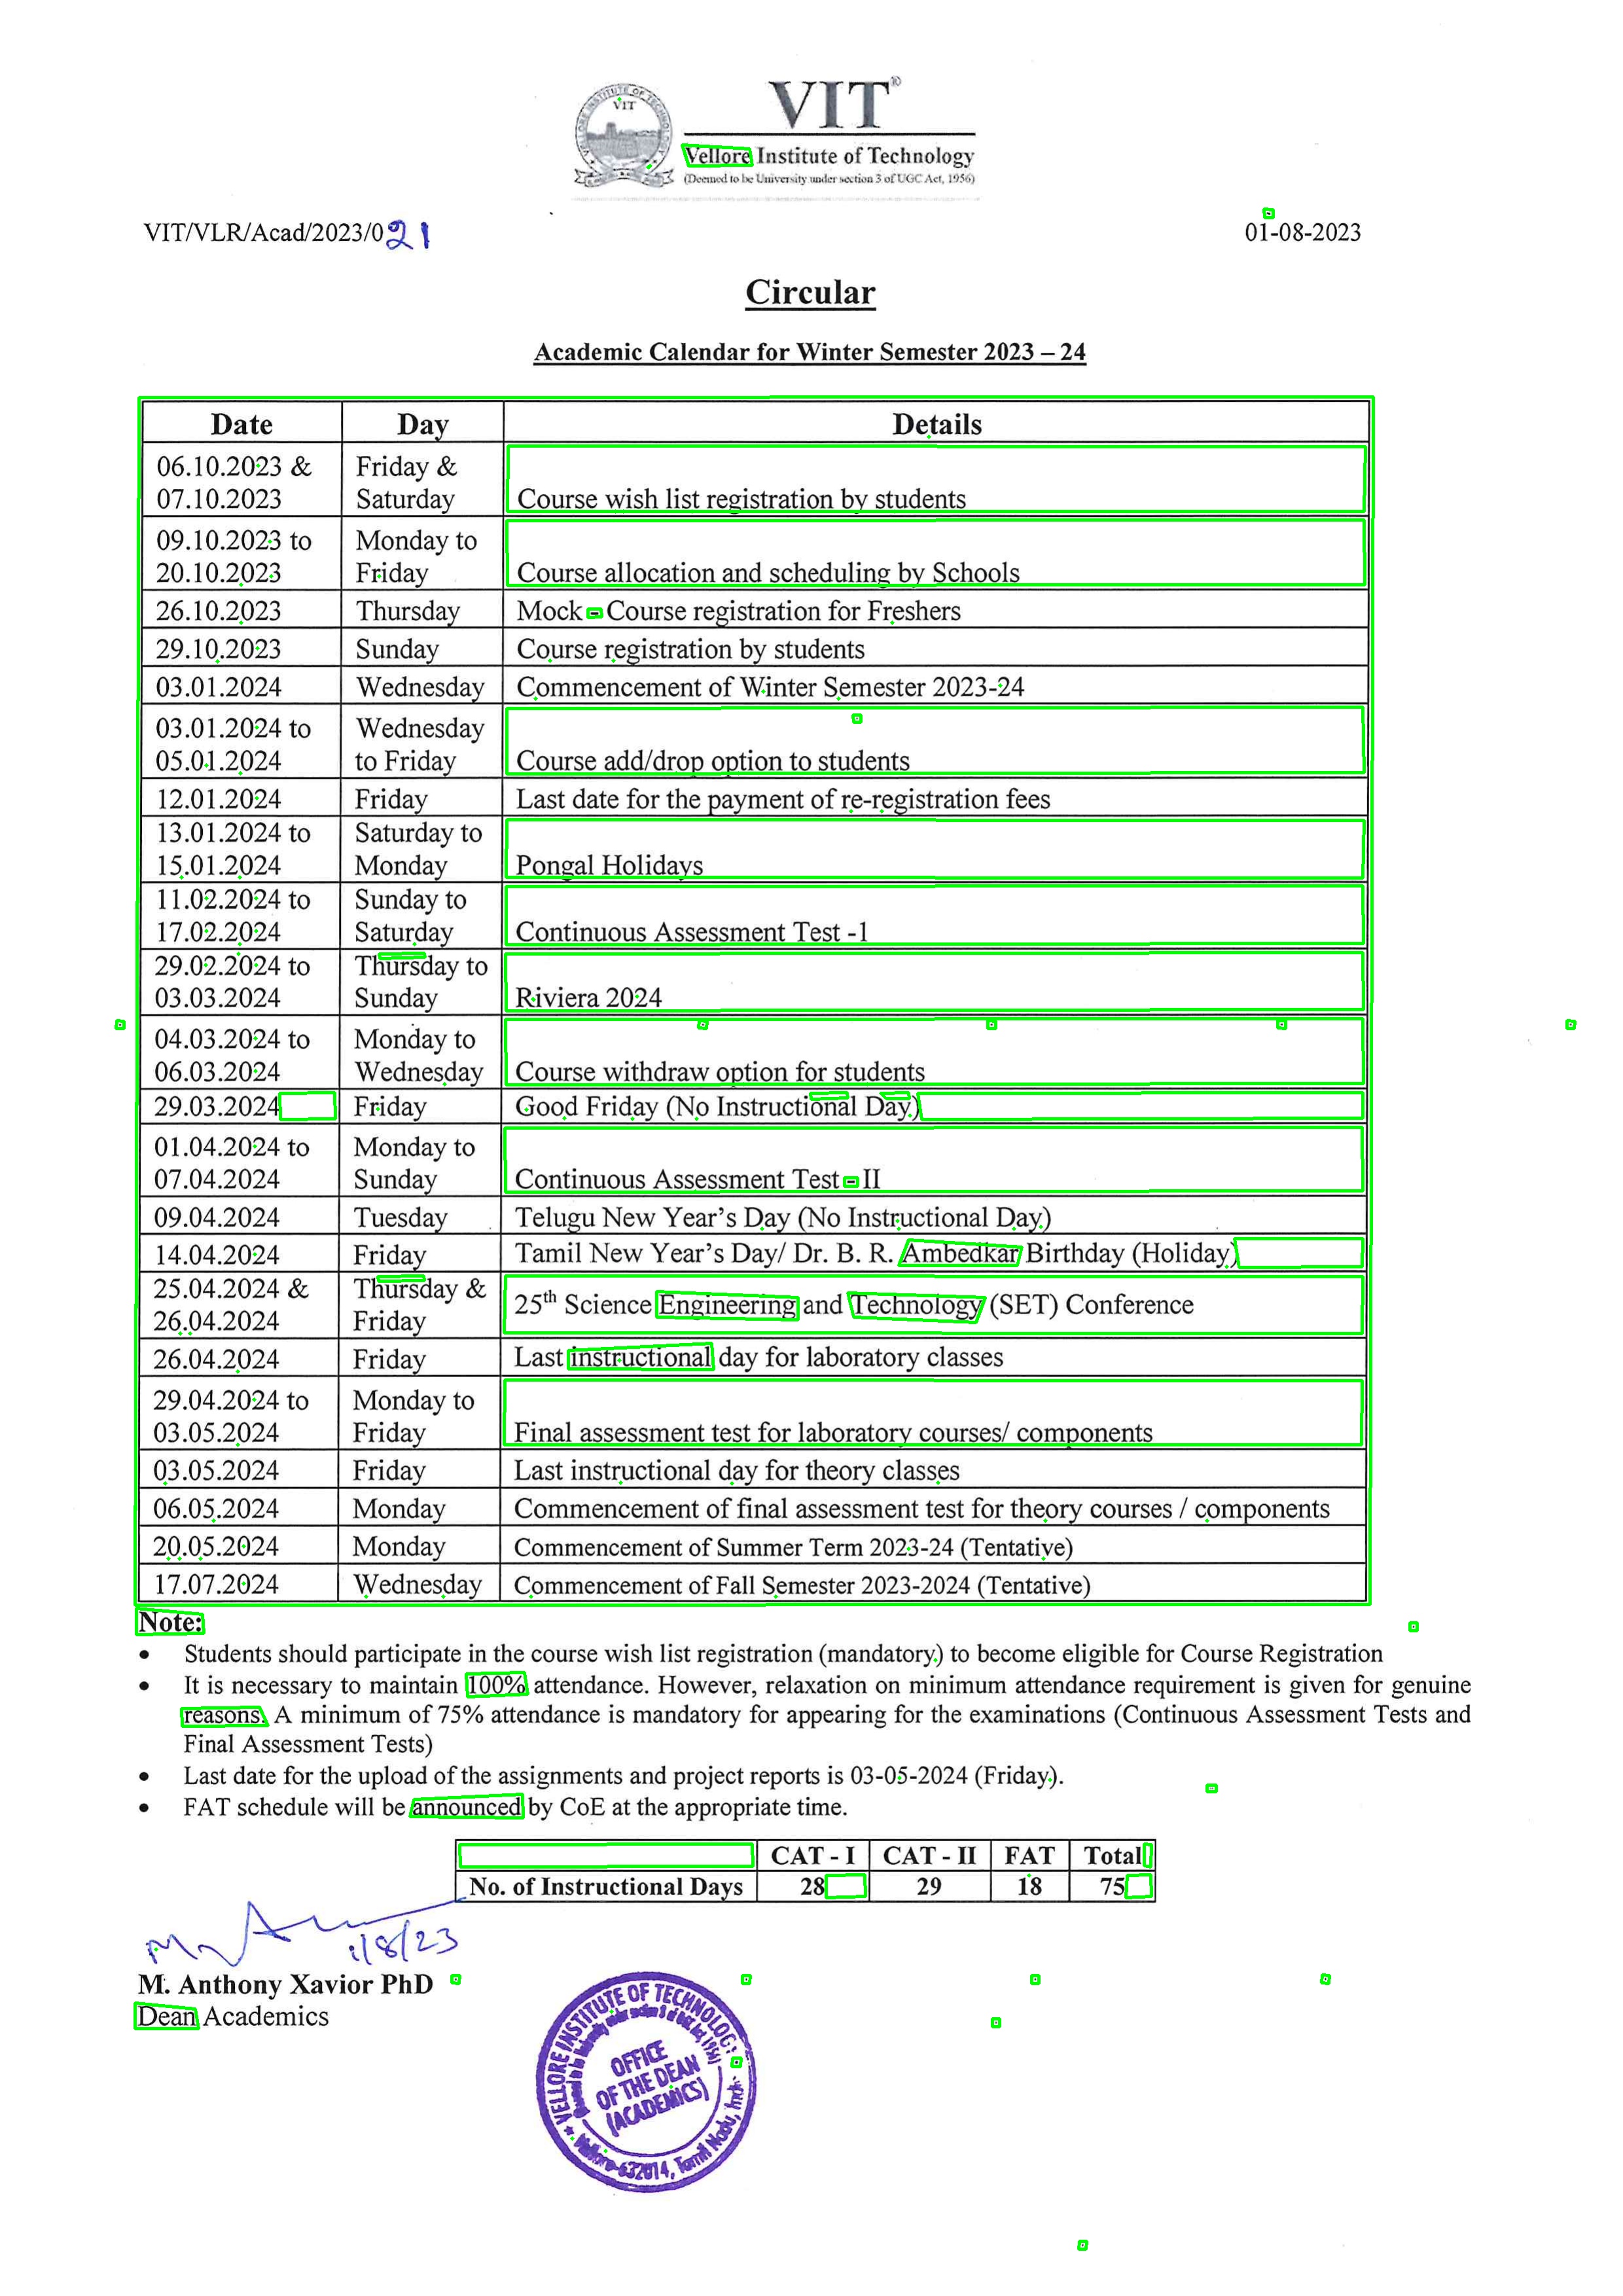 VELLORE INSTITUTE OF TECHNOLOGY
VIT
VIT®
Vellore Institute of Technology
(Deemed to be University under section 3 of UGC Act, 1956)
VIT/VLR/Acad/2023/021 01-08-2023
Circular
Academic Calendar for Winter Semester 2023 – 24
Date Day Details
06.10.2023 & Friday &
07.10.2023 Saturday Course wish list registration by students
09.10.2023 to Monday to
20.10.2023 Friday Course allocation and scheduling by Schools
26.10.2023 Thursday Mock - Course registration for Freshers
29.10.2023 Sunday Course registration by students
03.01.2024 Wednesday Commencement of Winter Semester 2023-24
03.01.2024 to Wednesday
05.01.2024 to Friday Course add/drop option to students
12.01.2024 Friday Last date for the payment of re-registration fees
13.01.2024 to Saturday to
15.01.2024 Monday Pongal Holidays
11.02.2024 to Sunday to
17.02.2024 Saturday Continuous Assessment Test -1
29.02.2024 to Thursday to
03.03.2024 Sunday Riviera 2024
04.03.2024 to Monday to
06.03.2024 Wednesday Course withdraw option for students
29.03.2024 Friday Good Friday (No Instructional Day)
01.04.2024 to Monday to
07.04.2024 Sunday Continuous Assessment Test - II
09.04.2024 Tuesday Telugu New Year's Day (No Instructional Day)
14.04.2024 Friday Tamil New Year's Day/ Dr. B. R. Ambedkar Birthday (Holiday)
25.04.2024 & Thursday & 25th Science Engineering and Technology (SET) Conference
26.04.2024 Friday
26.04.2024 Friday Last instructional day for laboratory classes
29.04.2024 to Monday to
03.05.2024 Friday Final assessment test for laboratory courses/ components
03.05.2024 Friday Last instructional day for theory classes
06.05.2024 Monday Commencement of final assessment test for theory courses / components
20.05.2024 Monday Commencement of Summer Term 2023-24 (Tentative)
17.07.2024 Wednesday Commencement of Fall Semester 2023-2024 (Tentative)
Note:
• Students should participate in the course wish list registration (mandatory) to become eligible for Course Registration
• It is necessary to maintain 100% attendance. However, relaxation on minimum attendance requirement is given for genuine
reasons. A minimum of 75% attendance is mandatory for appearing for the examinations (Continuous Assessment Tests and
Final Assessment Tests)
• Last date for the upload of the assignments and project reports is 03-05-2024 (Friday).
• FAT schedule will be announced by CoE at the appropriate time.
CAT - I CAT - II FAT Total
No. of Instructional Days 28 29 18 75
1/8/23
M. Anthony Xavior PhD
Dean Academics
VELLORE INSTITUTE OF TECHNOLOGY
OFFICE
OF THE DEAN
(ACADEMICS)
Vellore-632014, Tamil Nadu, India